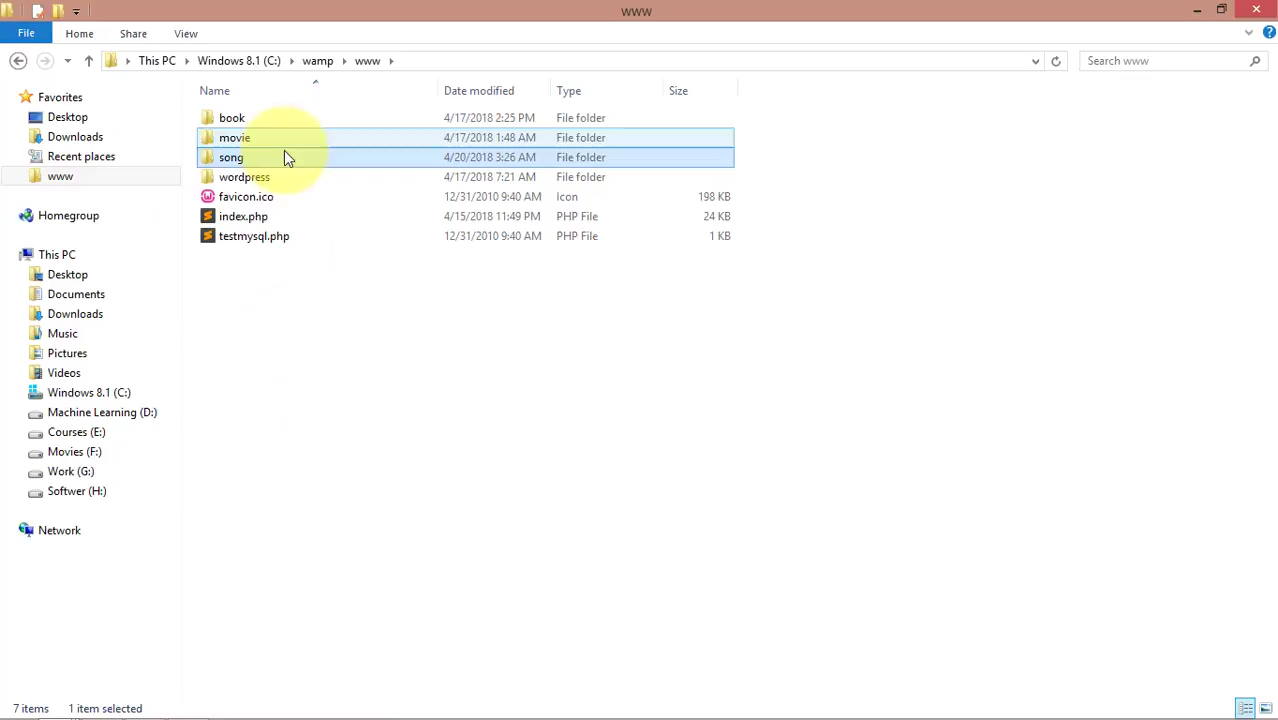 www
File Home Share View
This PC Windows 8.1 (C:) wamp www Search www
Name Date modified Type Size
Favorites
Desktop
Downloads
Recent places
www
Homegroup
This PC
Desktop
Documents
Downloads
Music
Pictures
Videos
Windows 8.1 (C:)
Machine Learning (D:)
Courses (E:)
Movies (F:)
Work (G:)
Softwer (H:)
Network
book 4/17/2018 2:25 PM File folder
movie 4/17/2018 1:48 AM File folder
song 4/20/2018 3:26 AM File folder
wordpress 4/17/2018 7:21 AM File folder
favicon.ico 12/31/2010 9:40 AM Icon 198 KB
index.php 4/15/2018 11:49 PM PHP File 24 KB
testmysql.php 12/31/2010 9:40 AM PHP File 1 KB
7 items 1 item selected